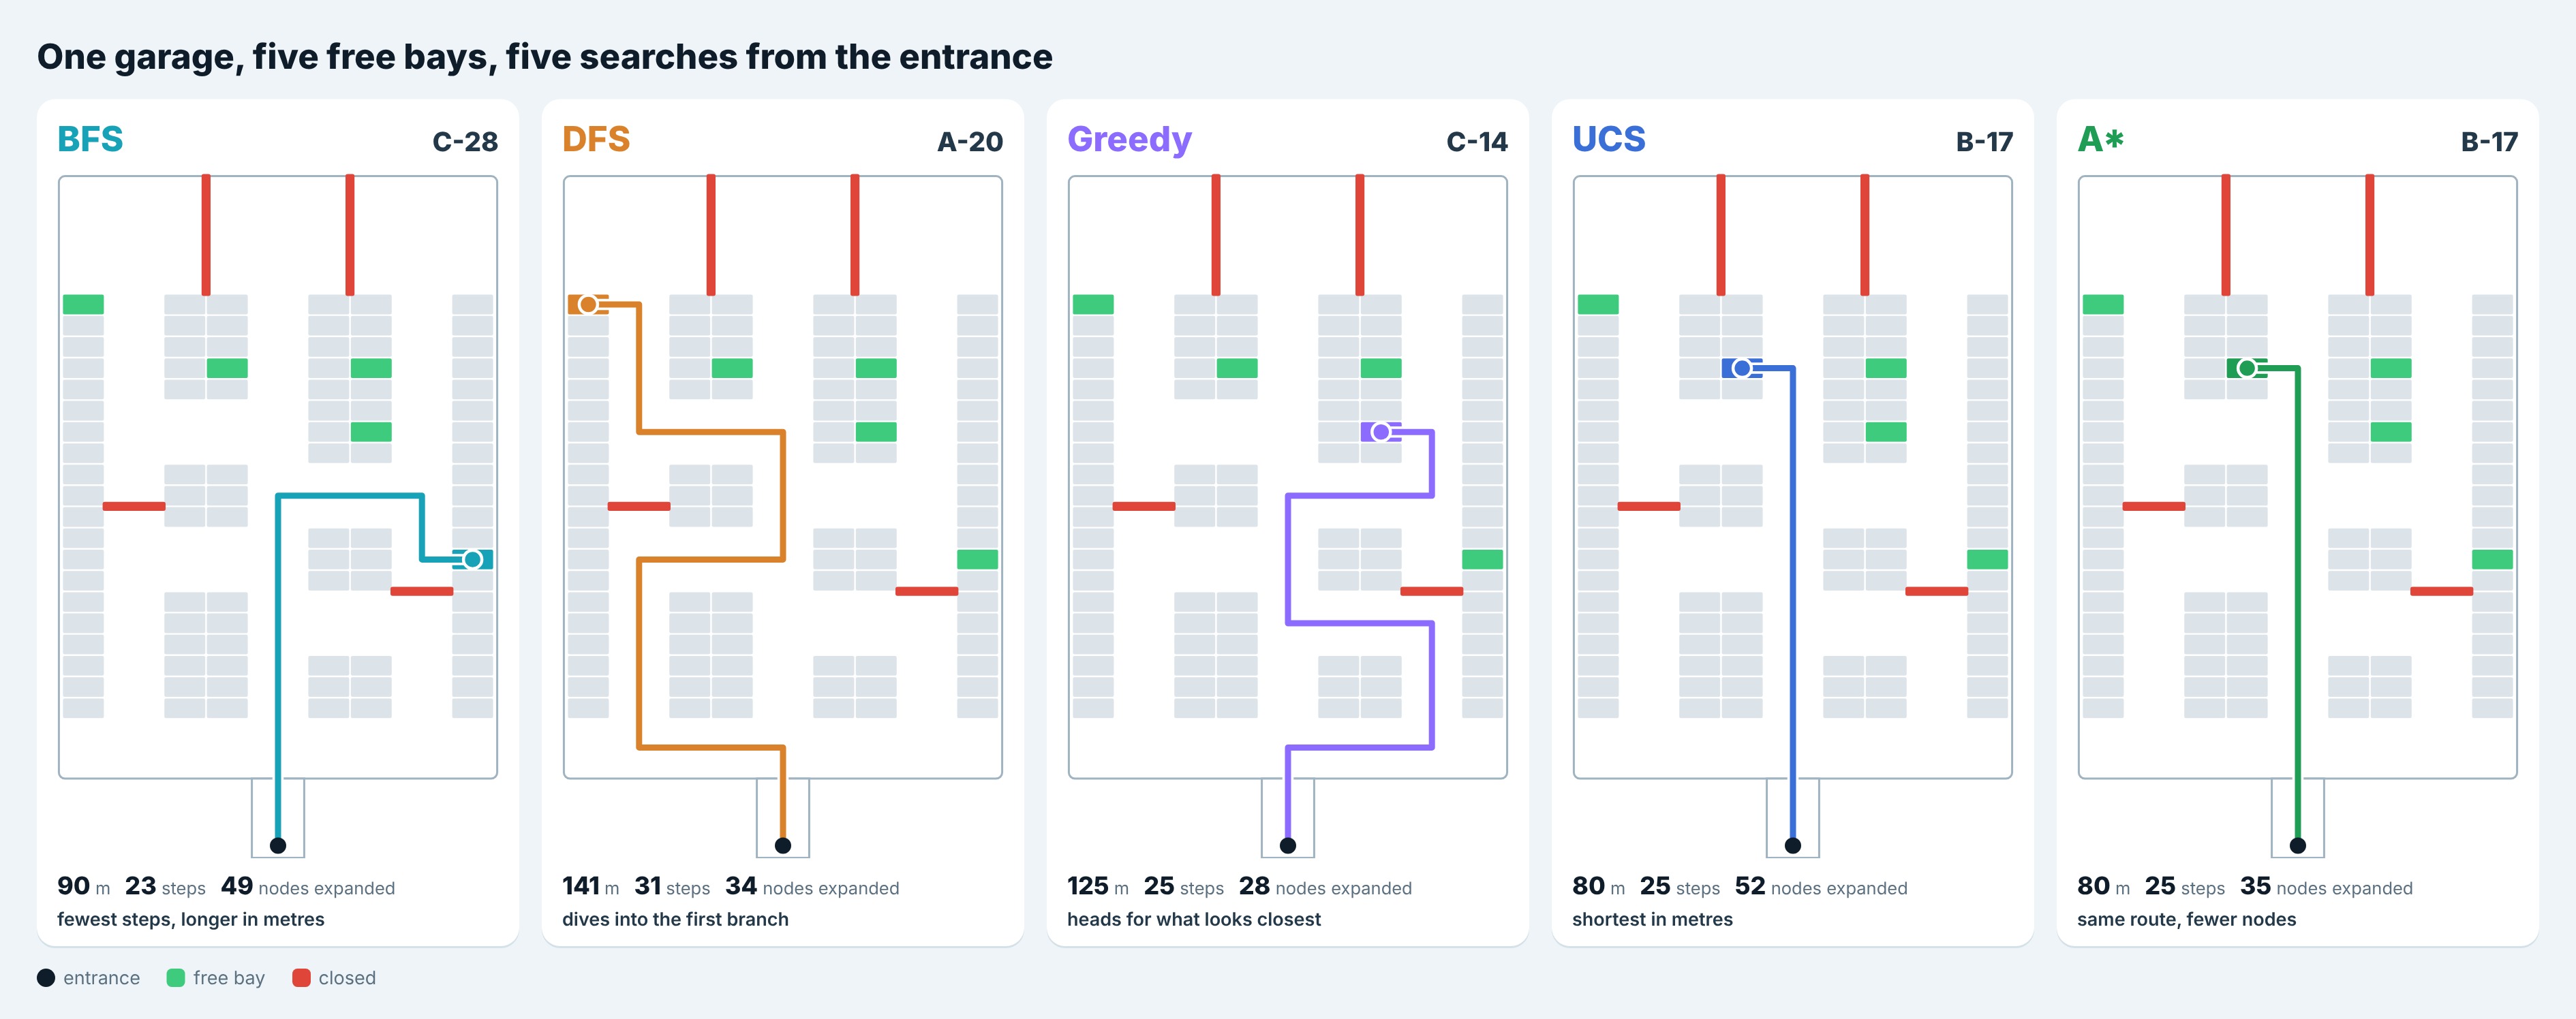 One garage, five free bays, five searches from the entrance
BFS C-28
90 m 23 steps 49 nodes expanded
fewest steps, longer in metres
DFS A-20
141 m 31 steps 34 nodes expanded
dives into the first branch
Greedy C-14
125 m 25 steps 28 nodes expanded
heads for what looks closest
UCS B-17
80 m 25 steps 52 nodes expanded
shortest in metres
A* B-17
80 m 25 steps 35 nodes expanded
same route, fewer nodes
entrance free bay closed